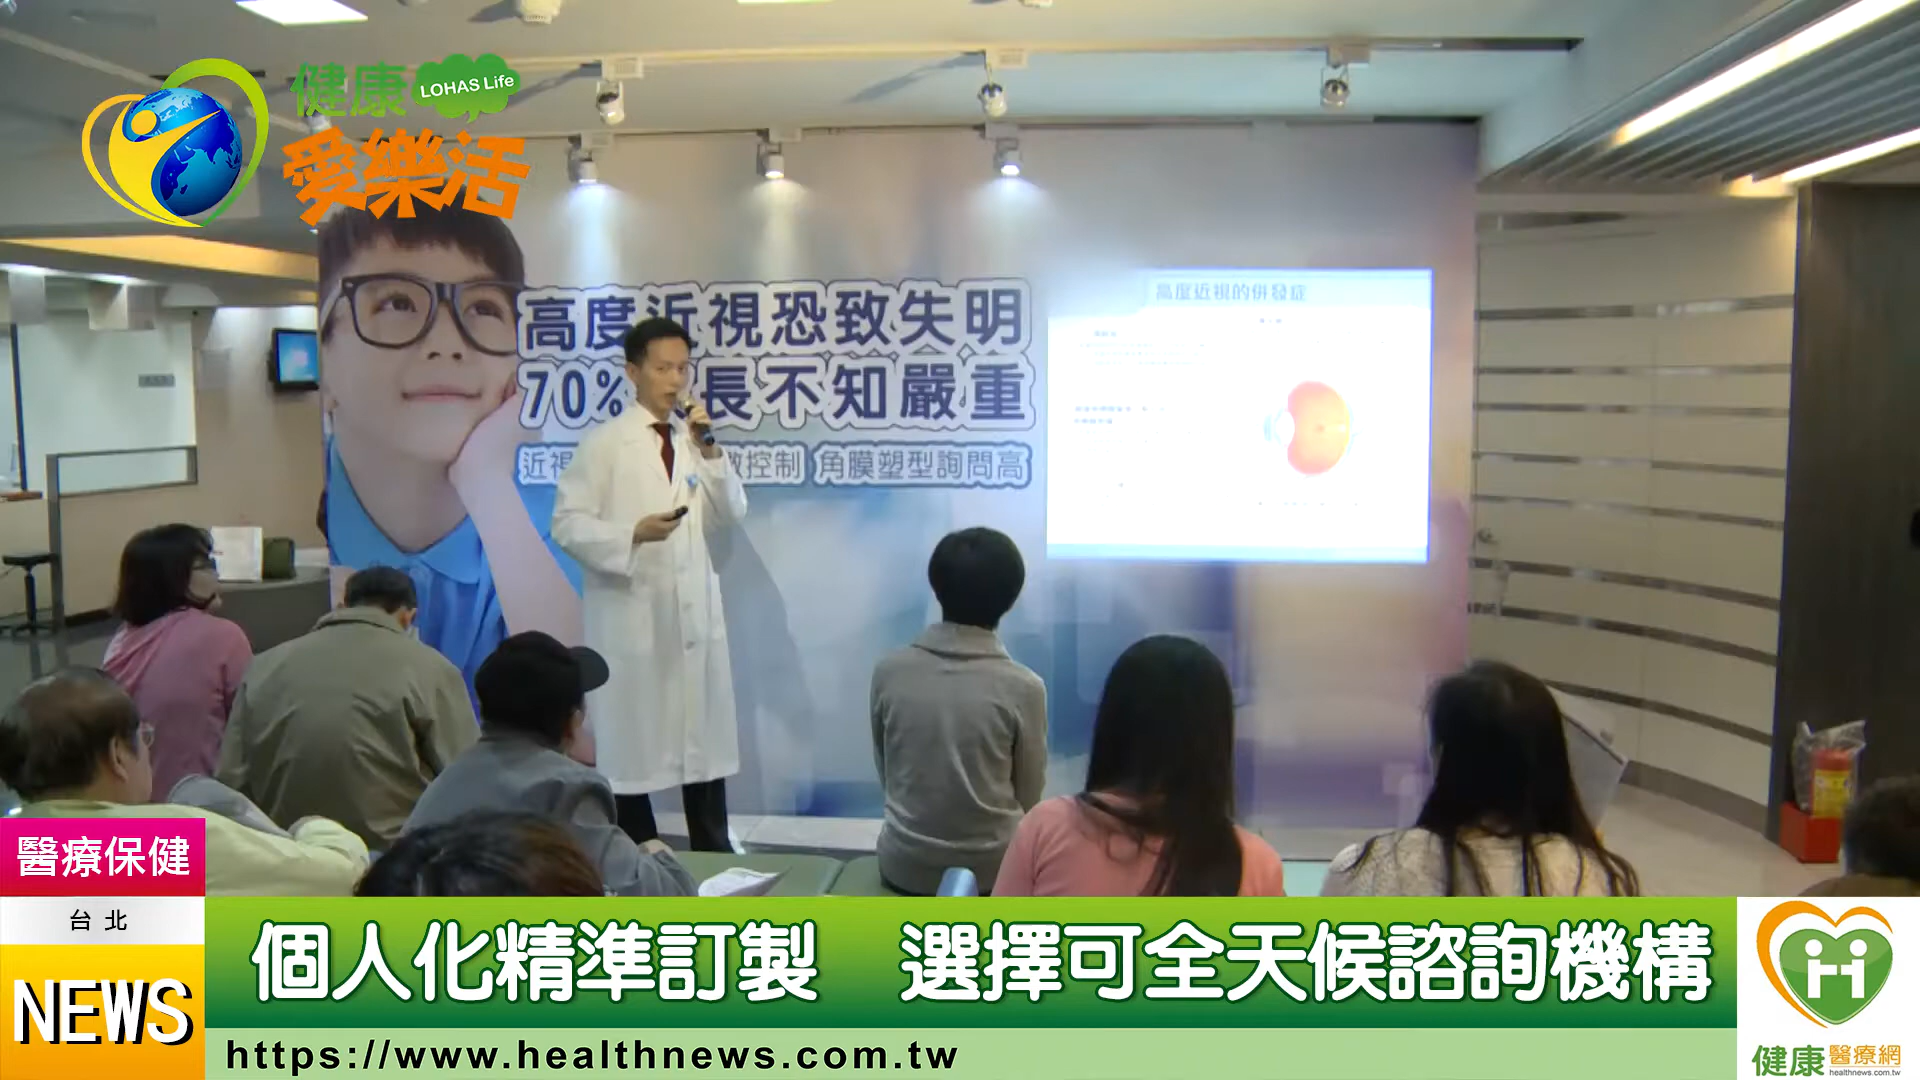 健康 LOHAS Life
愛樂活
高度近視恐致失明
70% 長不知嚴重
近視 控制 角膜塑型詢問高
高度近視的併發症
醫療保健
台北
NEWS
個人化精準訂製 選擇可全天候諮詢機構
https://www.healthnews.com.tw
健康醫療網
healthnews.com.tw